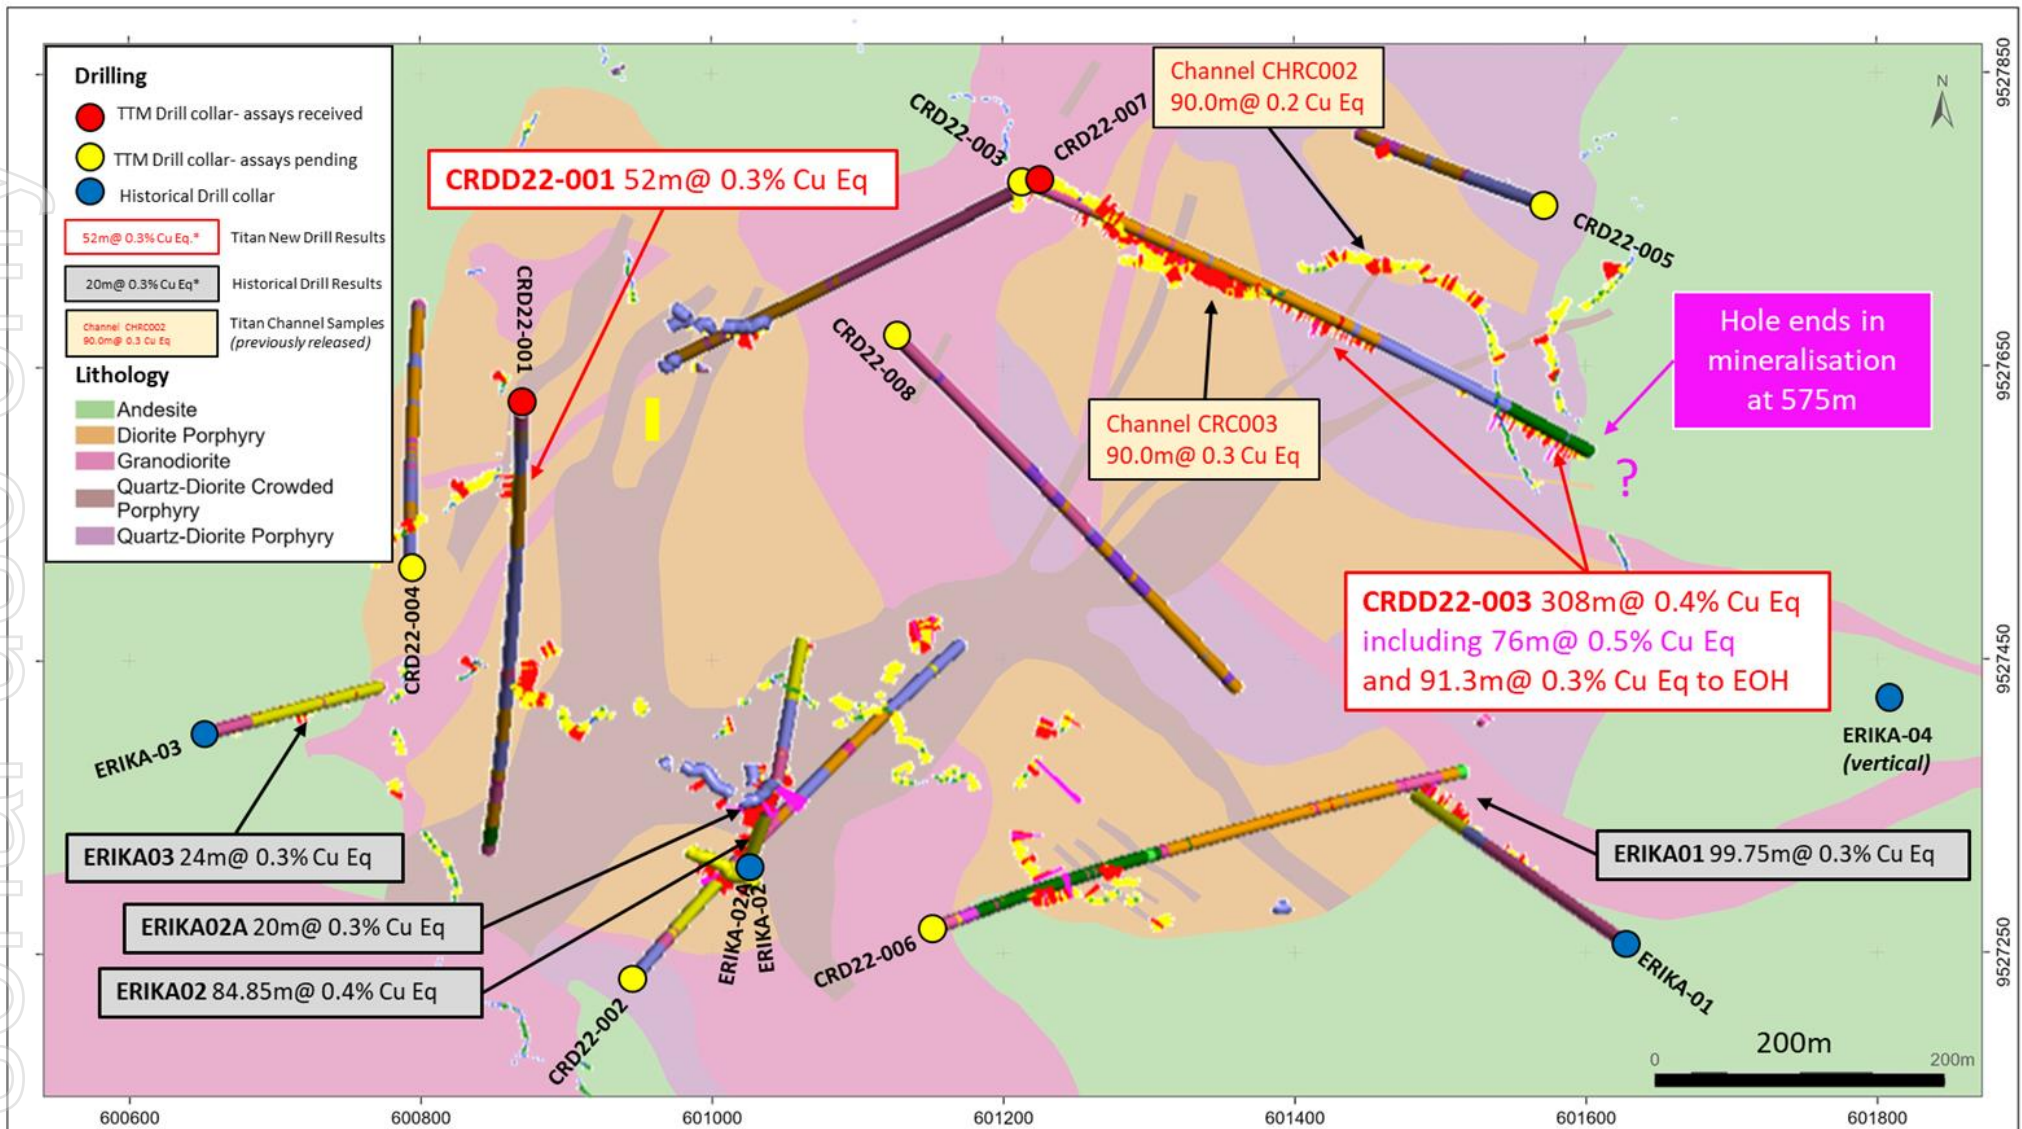 Drilling
TTM Drill collar- assays received
TTM Drill collar- assays pending
Historical Drill collar
52m@ 0.3% Cu Eq.*
Titan New Drill Results
20m@ 0.3% Cu Eq*
Historical Drill Results
Channel CHRC002
90.0m@ 0.3 Cu Eq
Titan Channel Samples
(previously released)
Lithology
Andesite
Diorite Porphyry
Granodiorite
Quartz-Diorite Crowded
Porphyry
Quartz-Diorite Porphyry
CRDD22-001 52m@ 0.3% Cu Eq
CRD22-003
CRD22-007
Channel CHRC002
90.0m@ 0.2 Cu Eq
N
CRD22-005
CRD22-001
CRD22-008
Channel CRC003
90.0m@ 0.3 Cu Eq
Hole ends in
mineralisation
at 575m
?
CRD22-004
CRDD22-003 308m@ 0.4% Cu Eq
including 76m@ 0.5% Cu Eq
and 91.3m@ 0.3% Cu Eq to EOH
ERIKA-03
ERIKA-04
(vertical)
ERIKA03 24m@ 0.3% Cu Eq
ERIKA01 99.75m@ 0.3% Cu Eq
ERIKA02A 20m@ 0.3% Cu Eq
ERIKA02 84.85m@ 0.4% Cu Eq
ERIKA-02A
ERIKA-02
CRD22-006
CRD22-002
ERIKA-01
200m
0
200m
9527850
9527650
9527450
9527250
600600
600800
601000
601200
601400
601600
601800